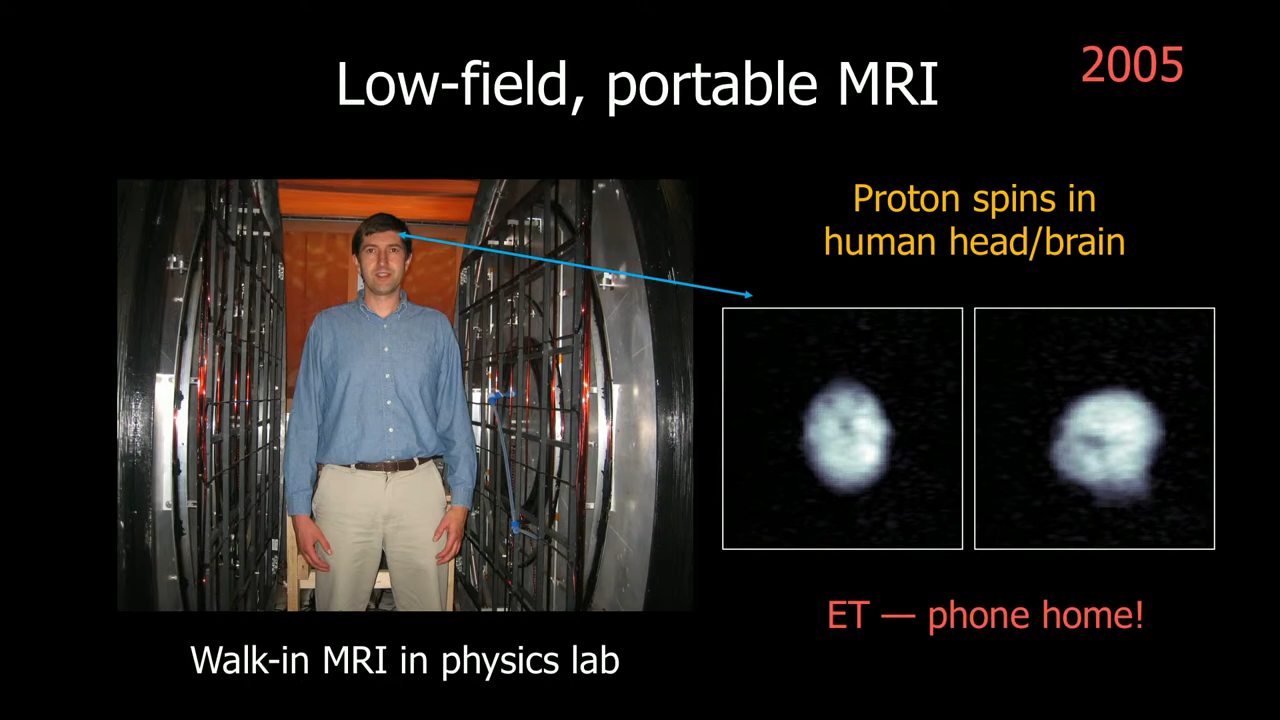 Low-field, portable MRI
2005
Proton spins in
human head/brain
ET — phone home!
Walk-in MRI in physics lab